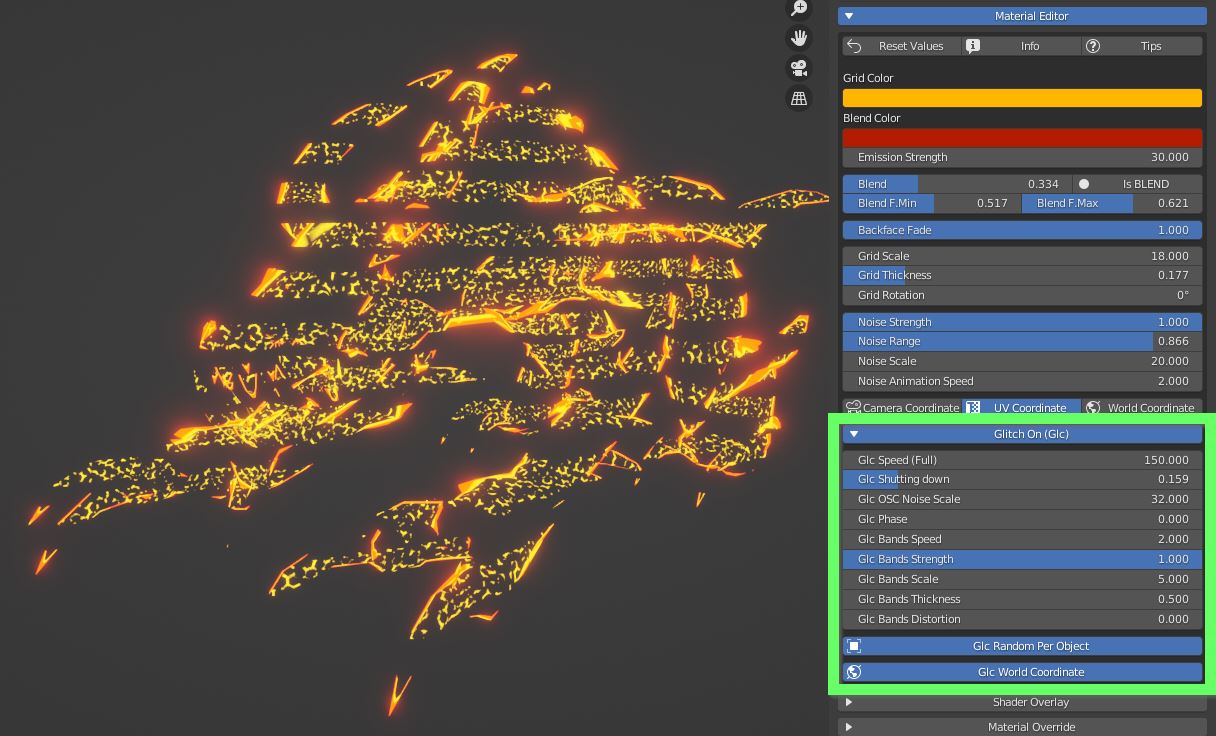 Material Editor
Reset Values Info Tips
Grid Color
Blend Color
Emission Strength 30.000
Blend 0.334 Is BLEND
Blend F.Min 0.517 Blend F.Max 0.621
Backface Fade 1.000
Grid Scale 18.000
Grid Thickness 0.177
Grid Rotation 0°
Noise Strength 1.000
Noise Range 0.866
Noise Scale 20.000
Noise Animation Speed 2.000
Camera Coordinate UV Coordinate World Coordinate
Glitch On (Glc)
Glc Speed (Full) 150.000
Glc Shutting down 0.159
Glc OSC Noise Scale 32.000
Glc Phase 0.000
Glc Bands Speed 2.000
Glc Bands Strength 1.000
Glc Bands Scale 5.000
Glc Bands Thickness 0.500
Glc Bands Distortion 0.000
Glc Random Per Object
Glc World Coordinate
Shader Overlay
Material Override